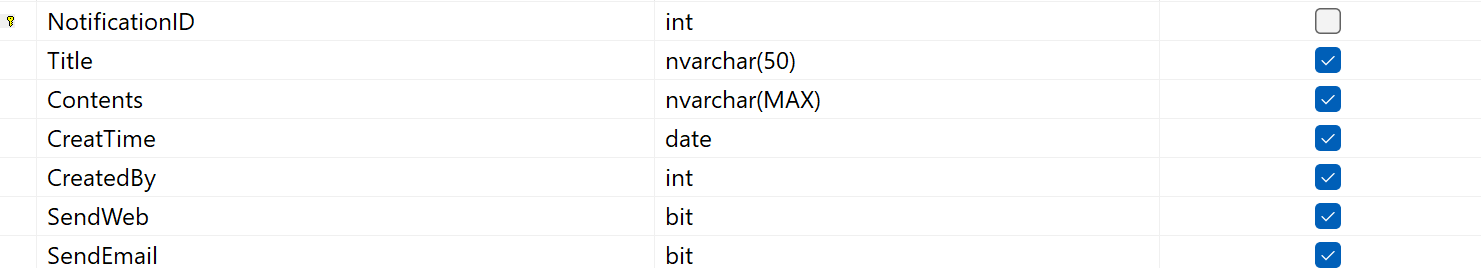 NotificationID int
Title nvarchar(50)
Contents nvarchar(MAX)
CreatTime date
CreatedBy int
SendWeb bit
SendEmail bit